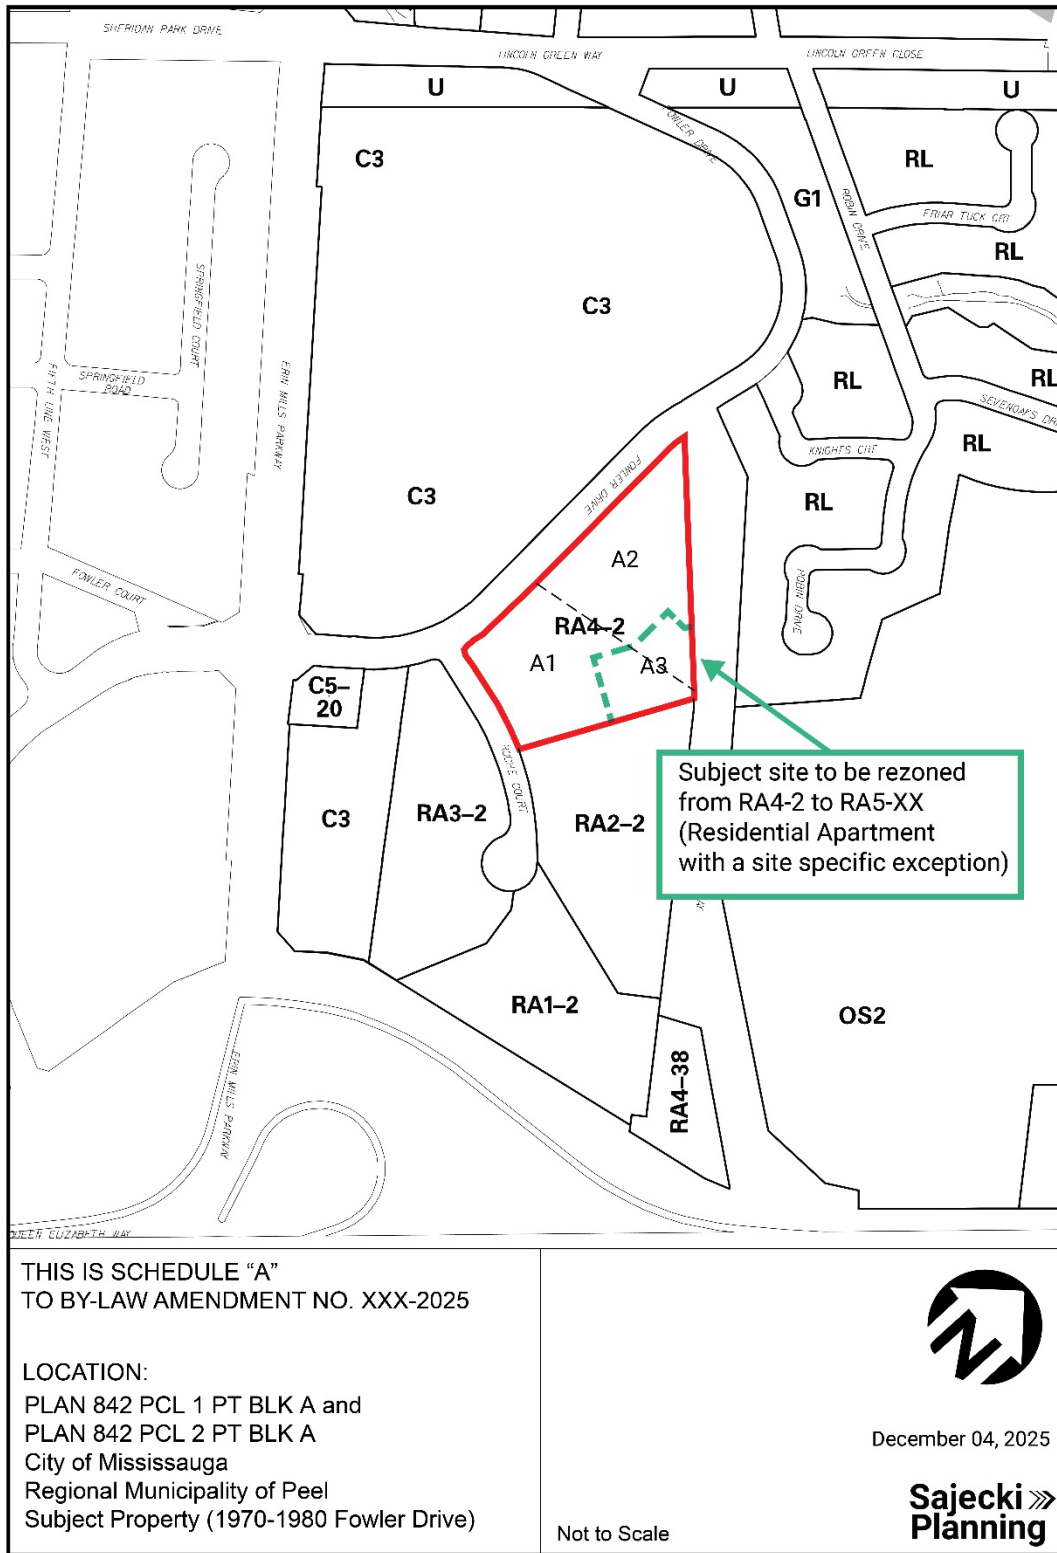 SHERIDAN PARK DRIVE
LINCOLN GREEN WAY
LINCOLN GREEN CLOSE
U
U
U
FOWLER DRIVE
C3
RL
G1
ROBIN DRIVE
FRIAR TUCK CRT
RL
SPRINGFIELD COURT
C3
SPRINGFIELD
ROAD
FIFTH LINE WEST
ERIN MILLS PARKWAY
RL
RL
SEVENOAKS
RL
KNIGHTS CRT
FOWLER DRIVE
C3
RL
A2
FOWLER COURT
ROBIN DRIVE
RA4–2
A1
A3
C5–
20
ROCHE COURT
C3
RA3–2
RA2–2
Subject site to be rezoned
from RA4-2 to RA5-XX
(Residential Apartment
with a site specific exception)
RA1–2
OS2
RA4–38
ERIN MILLS PARKWAY
QUEEN ELIZABETH WAY
THIS IS SCHEDULE “A”
TO BY-LAW AMENDMENT NO. XXX-2025
LOCATION:
PLAN 842 PCL 1 PT BLK A and
PLAN 842 PCL 2 PT BLK A
City of Mississauga
Regional Municipality of Peel
Subject Property (1970-1980 Fowler Drive)
Not to Scale
N
December 04, 2025
Sajecki
Planning